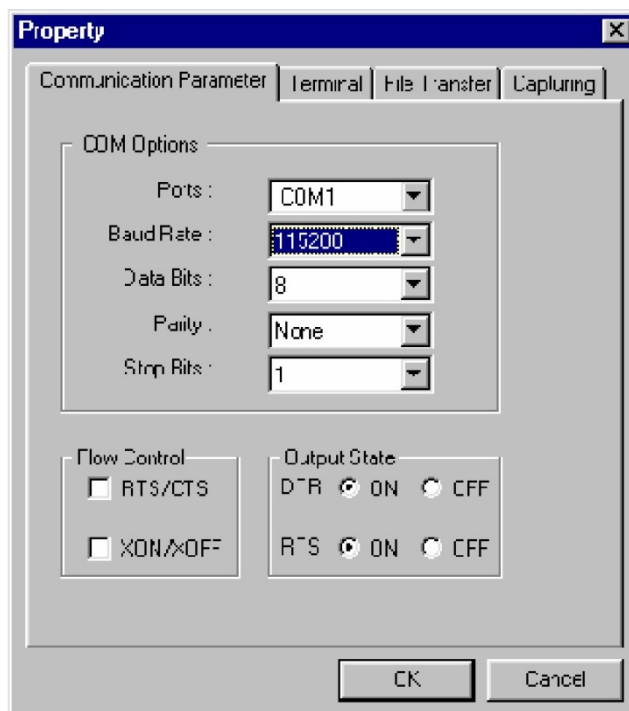 Property
Communication Parameter Terminal File Transfer Capturing
COM Options
Ports : COM1
Baud Rate : 115200
Data Bits : 8
Parity : None
Stop Bits : 1
Flow Control
RTS/CTS
XON/XOFF
Output State
DTR ON OFF
RTS ON OFF
OK Cancel